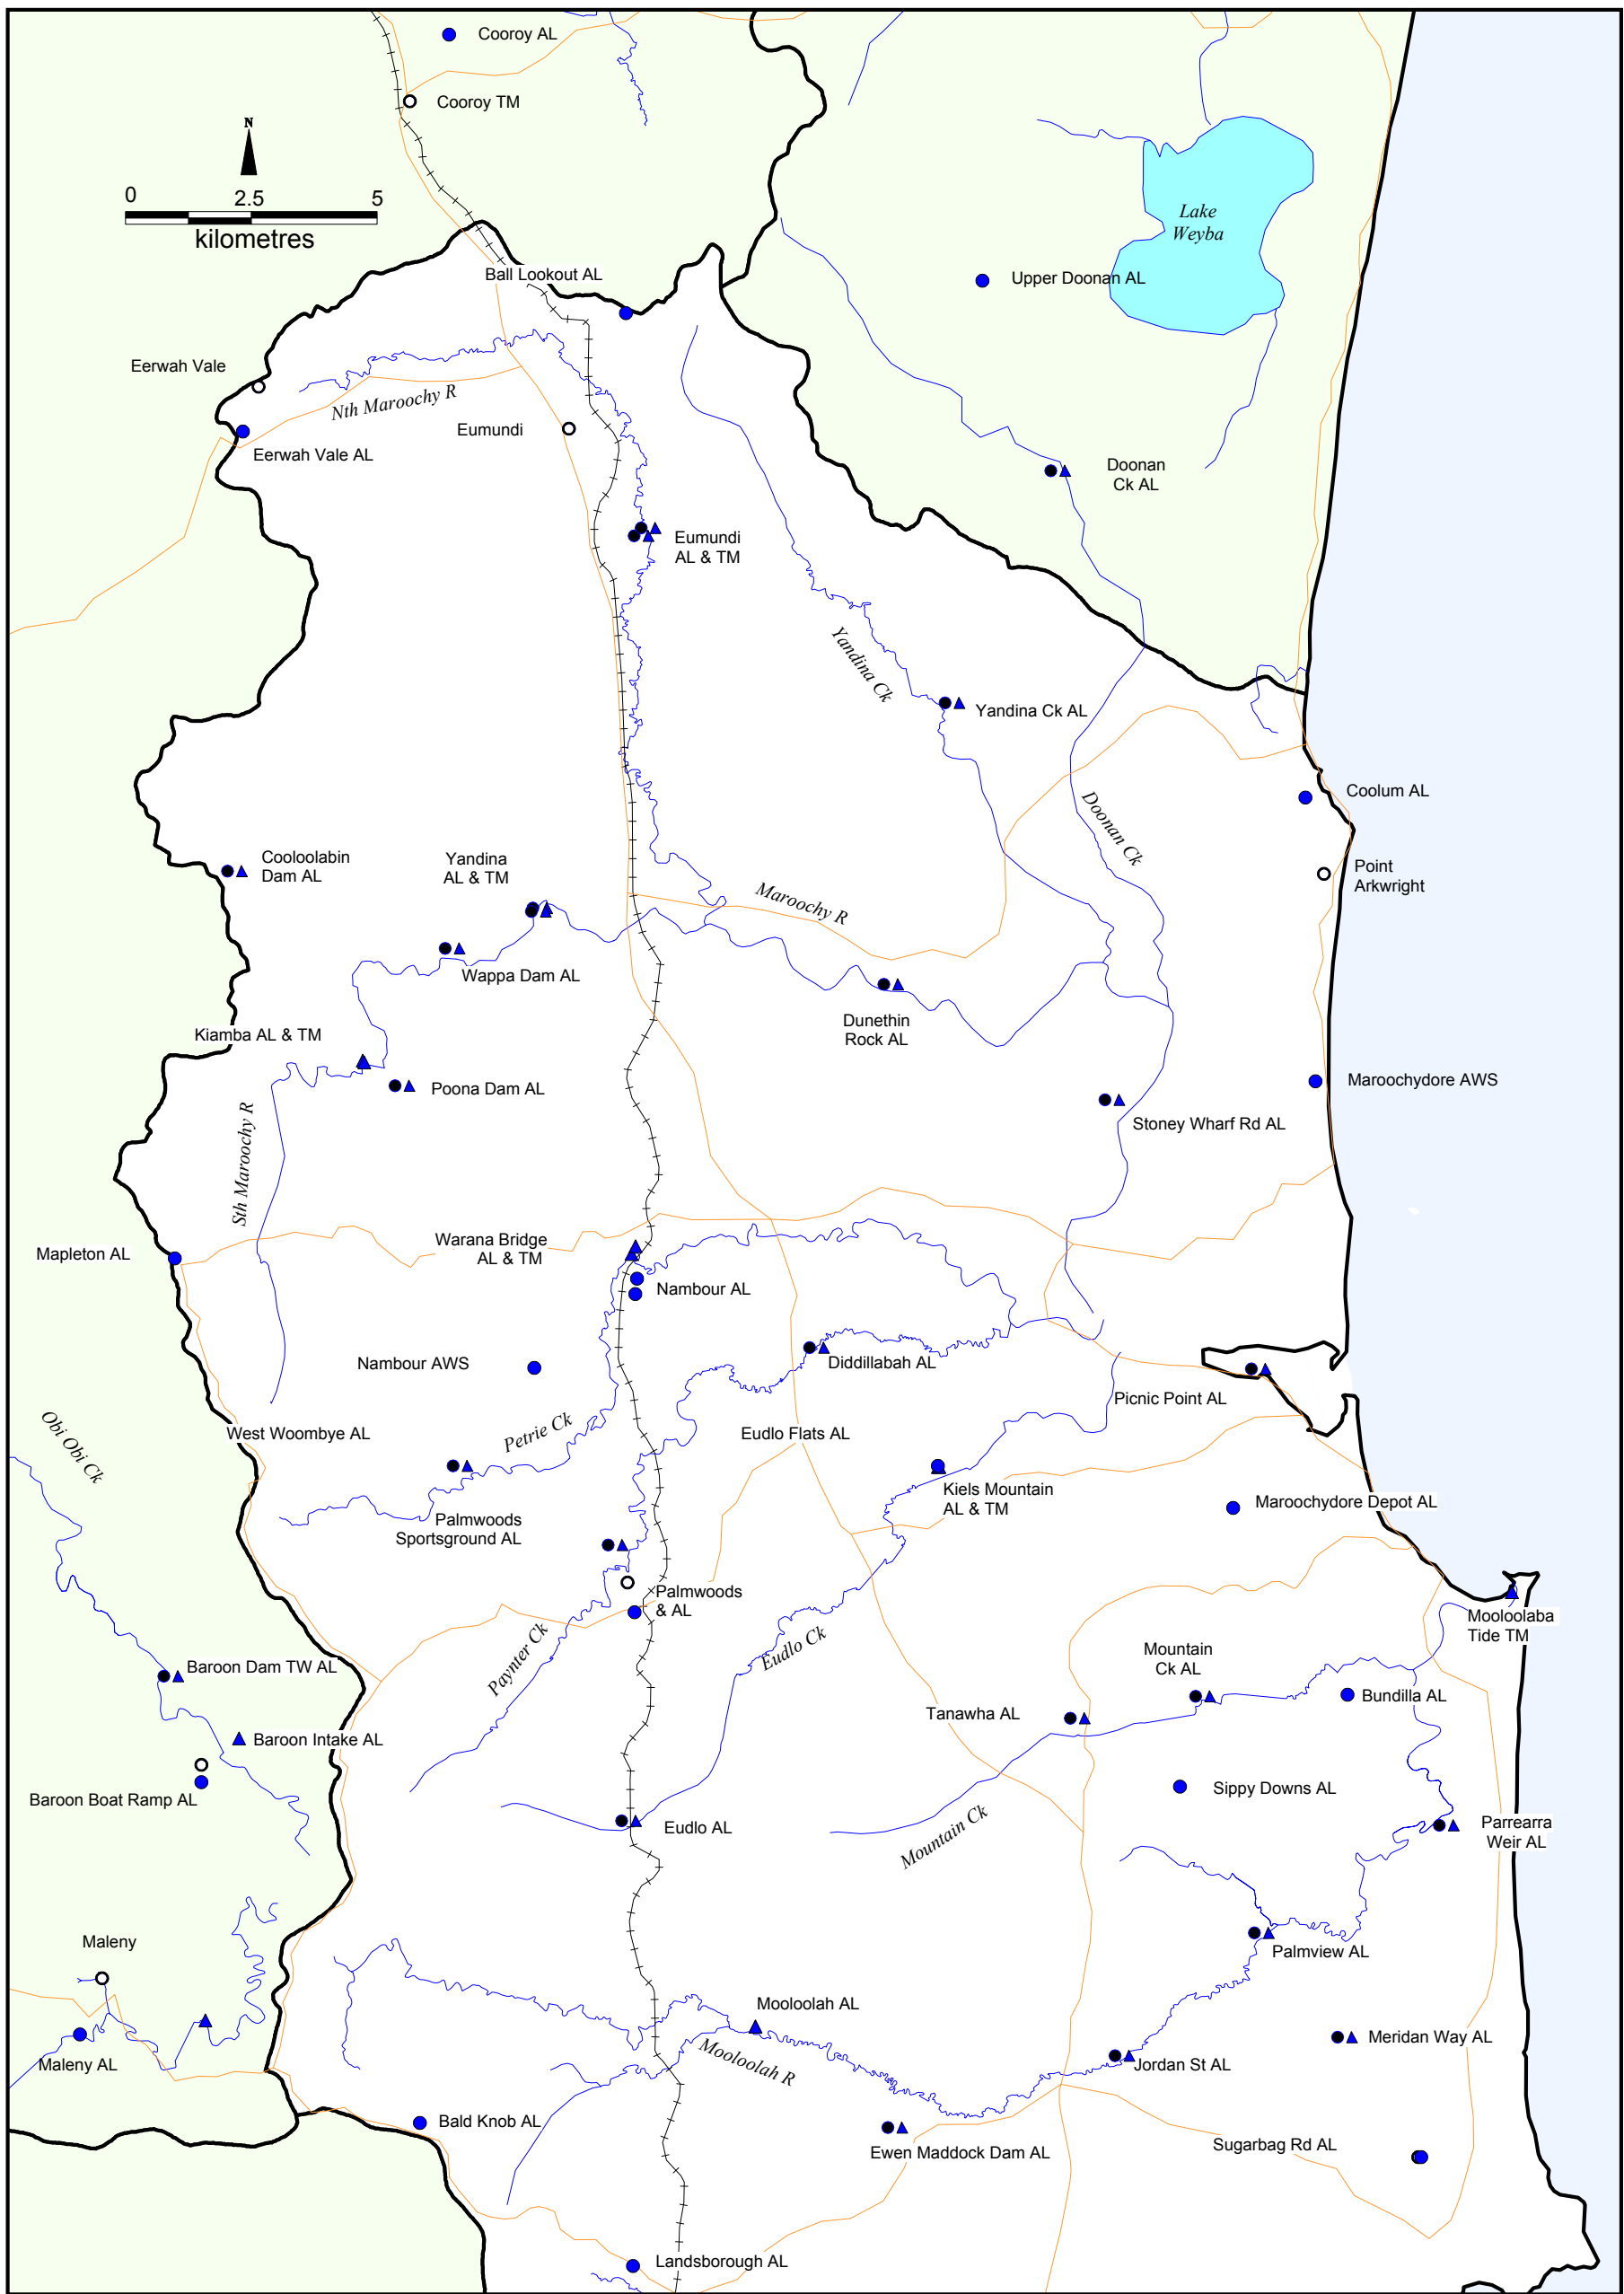 Cooroy AL
Cooroy TM
N
0 2.5 5
kilometres
Lake
Weyba
Ball Lookout AL
Upper Doonan AL
Eerwah Vale
Nth Maroochy R
Eumundi
Eerwah Vale AL
Doonan
Ck AL
Eumundi
AL & TM
Yandina Ck
Yandina Ck AL
Coolum AL
Doonan Ck
Cooloolabin
Dam AL
Yandina
AL & TM
Point
Arkwright
Maroochy R
Wappa Dam AL
Dunethin
Rock AL
Kiamba AL & TM
Poona Dam AL
Maroochydore AWS
Stoney Wharf Rd AL
Sth Maroochy R
Mapleton AL
Warana Bridge
AL & TM
Nambour AL
Nambour AWS
Diddillabah AL
Picnic Point AL
Obi Obi Ck
West Woombye AL
Petrie Ck
Eudlo Flats AL
Kiels Mountain
AL & TM
Maroochydore Depot AL
Palmwoods
Sportsground AL
Palmwoods
& AL
Mooloolaba
Tide TM
Paynter Ck
Eudlo Ck
Mountain
Ck AL
Baroon Dam TW AL
Bundilla AL
Tanawha AL
Baroon Intake AL
Sippy Downs AL
Baroon Boat Ramp AL
Eudlo AL
Mountain Ck
Parrearra
Weir AL
Maleny
Palmview AL
Mooloolah AL
Meridan Way AL
Maleny AL
Mooloolah R
Jordan St AL
Bald Knob AL
Ewen Maddock Dam AL
Sugarbag Rd AL
Landsborough AL